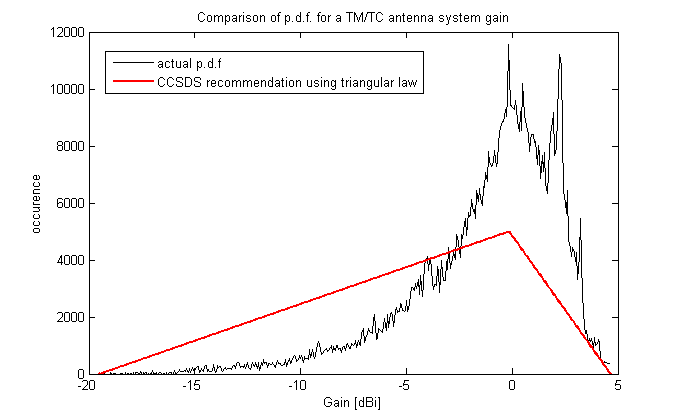 Comparison of p.d.f. for a TM/TC antenna system gain
12000
10000
8000
6000
4000
2000
0
occurence
actual p.d.f
CCSDS recommendation using triangular law
-20
-15
-10
-5
0
5
Gain [dBi]